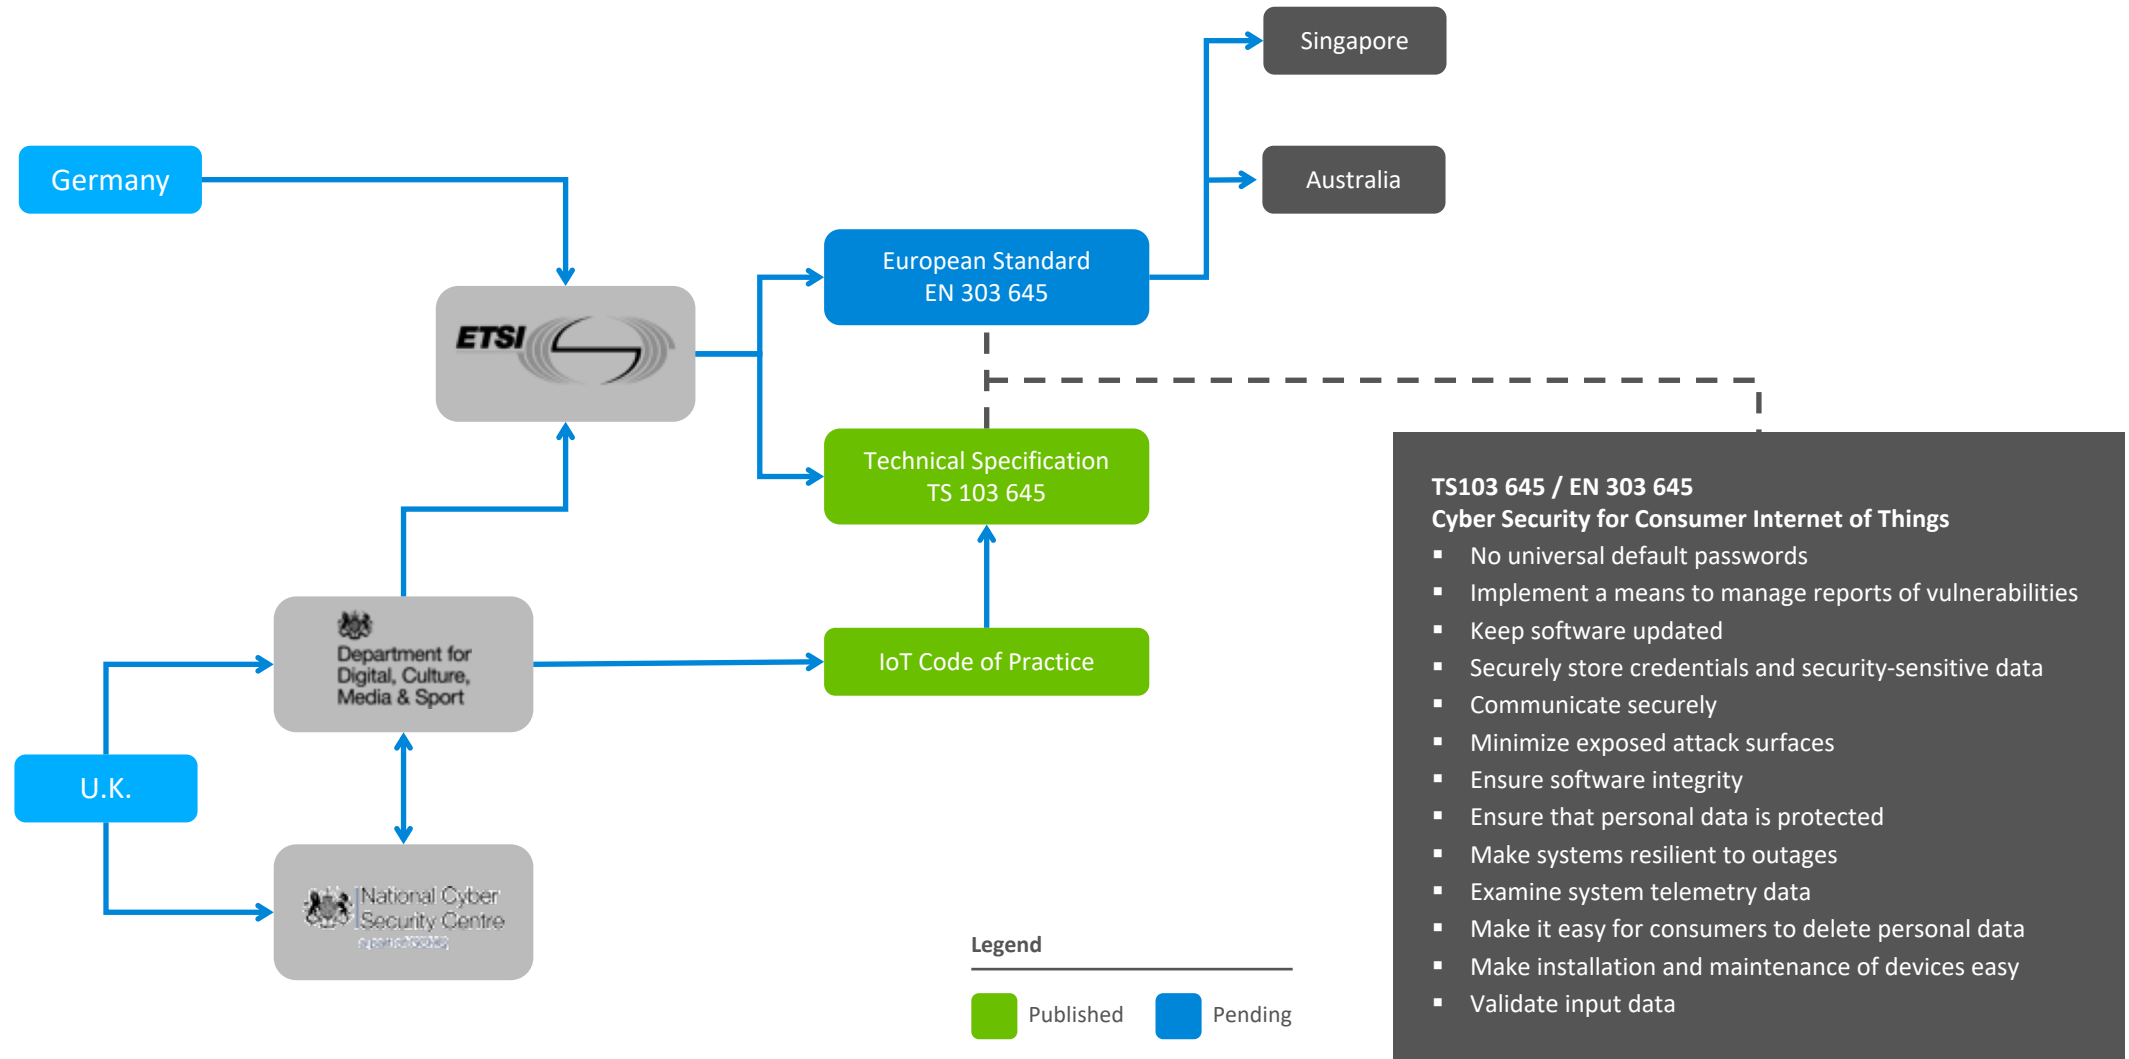 Singapore
Germany
Australia
European Standard
EN 303 645
ETSI
Technical Specification
TS 103 645
TS103 645 / EN 303 645
Cyber Security for Consumer Internet of Things
▪ No universal default passwords
▪ Implement a means to manage reports of vulnerabilities
▪ Keep software updated
▪ Securely store credentials and security-sensitive data
▪ Communicate securely
▪ Minimize exposed attack surfaces
▪ Ensure software integrity
▪ Ensure that personal data is protected
▪ Make systems resilient to outages
▪ Examine system telemetry data
▪ Make it easy for consumers to delete personal data
▪ Make installation and maintenance of devices easy
▪ Validate input data
Department for
Digital, Culture,
Media & Sport
IoT Code of Practice
U.K.
National Cyber
Security Centre
Legend
Published
Pending